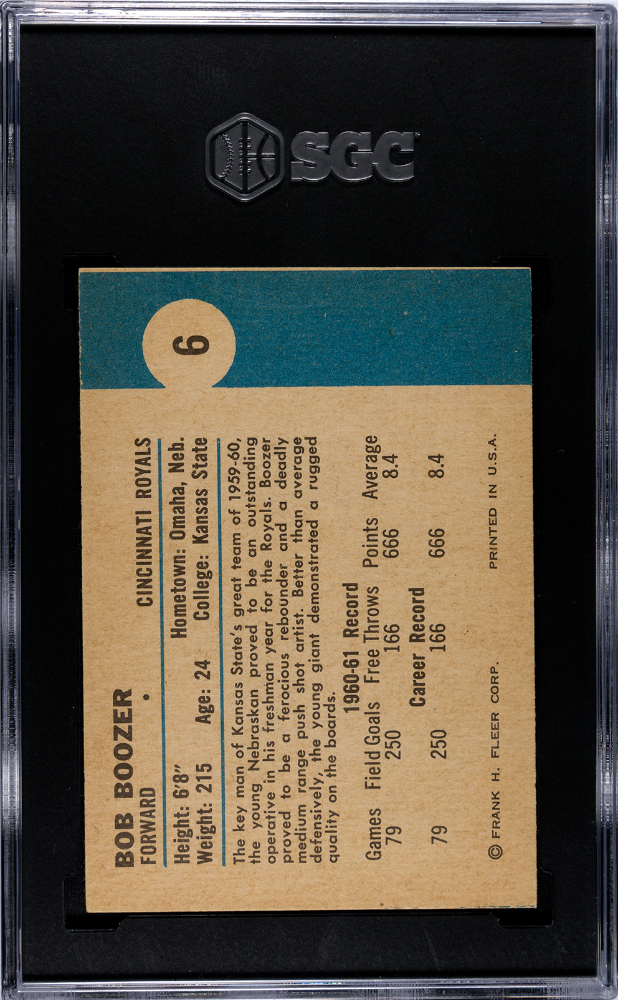 SGC
6
BOB BOOZER
FORWARD • CINCINNATI ROYALS
Height: 6'8" Hometown: Omaha, Neb.
Weight: 215 Age: 24 College: Kansas State
The key man of Kansas State's great team of 1959-60,
the young Nebraskan proved to be an outstanding
operative in his freshman year for the Royals. Boozer
proved to be a ferocious rebounder and a deadly
medium range push shot artist. Better than average
defensively, the young giant demonstrated a rugged
quality on the boards.
1960-61 Record
Games Field Goals Free Throws Points Average
79 250 166 666 8.4
Career Record
79 250 166 666 8.4
© FRANK H. FLEER CORP. PRINTED IN U.S.A.